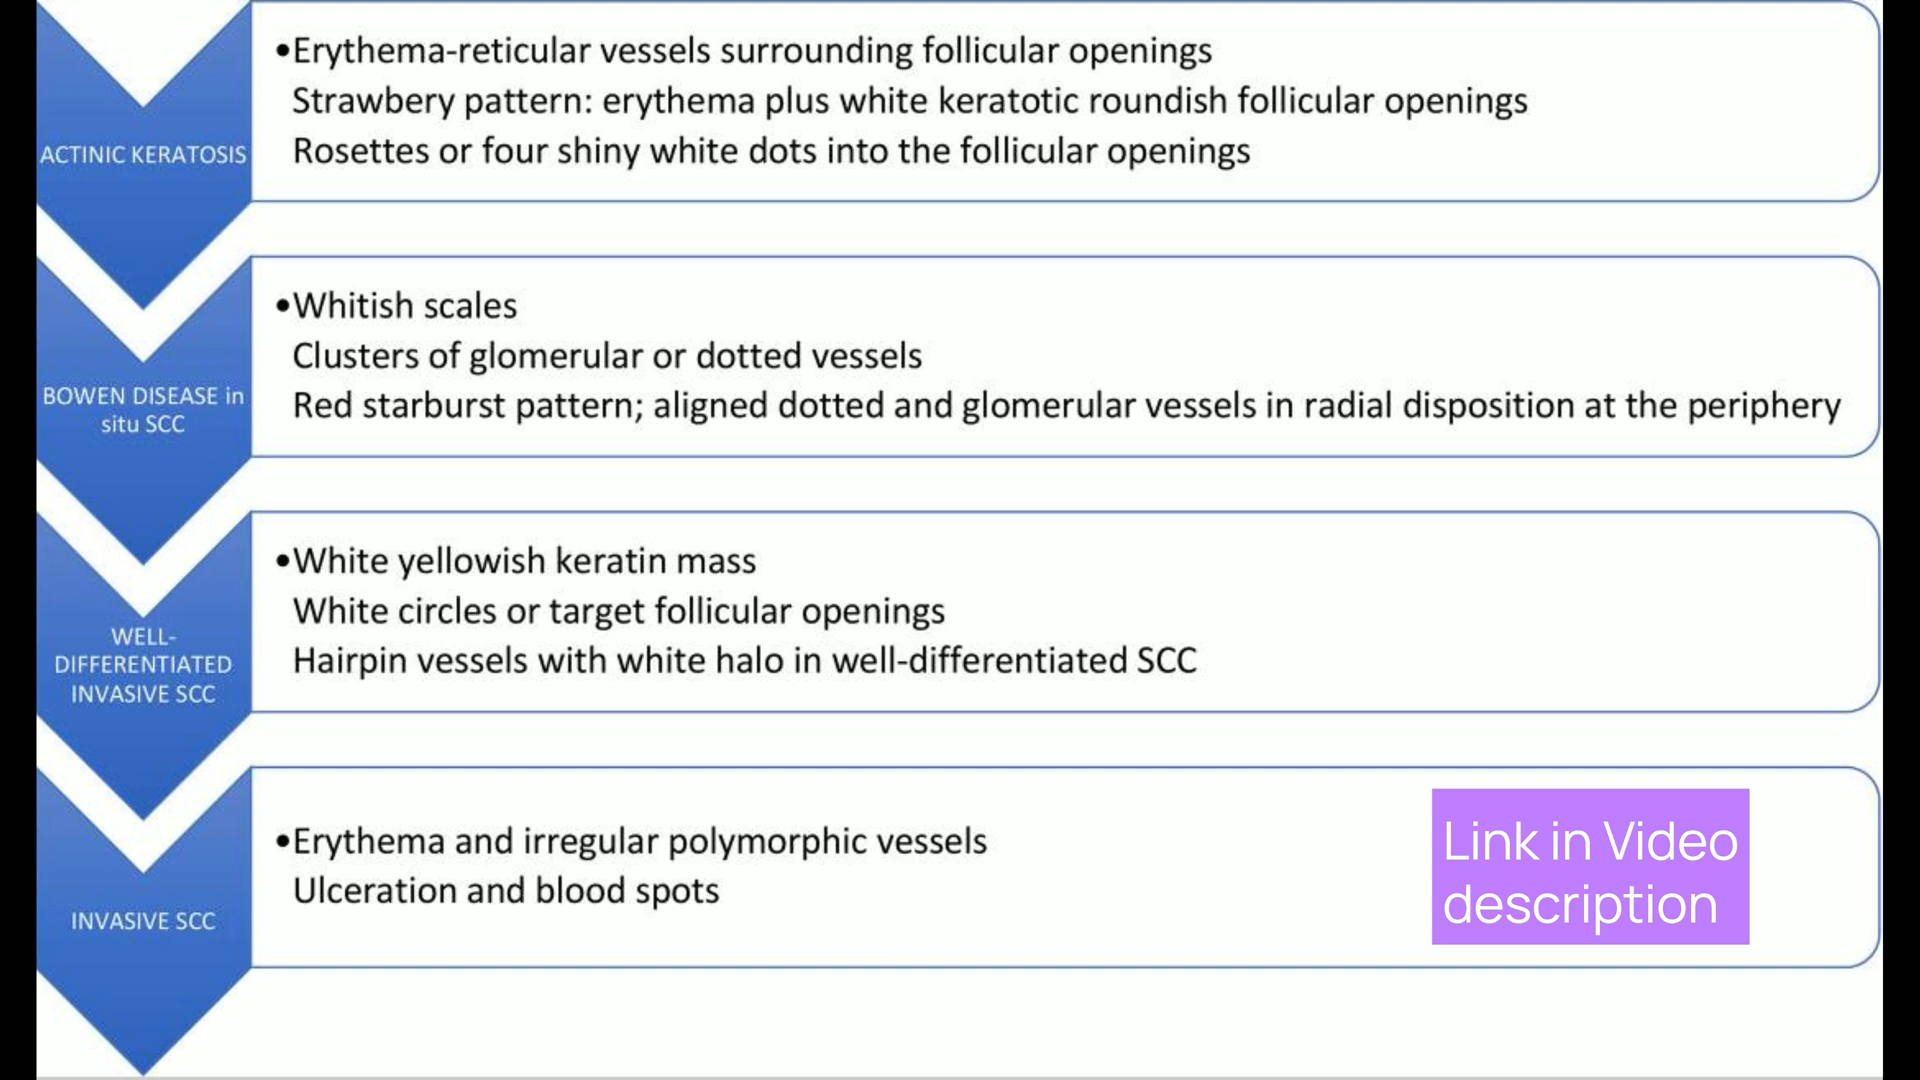 ACTINIC KERATOSIS
•Erythema-reticular vessels surrounding follicular openings
Strawbery pattern: erythema plus white keratotic roundish follicular openings
Rosettes or four shiny white dots into the follicular openings
BOWEN DISEASE in
situ SCC
•Whitish scales
Clusters of glomerular or dotted vessels
Red starburst pattern; aligned dotted and glomerular vessels in radial disposition at the periphery
WELL-
DIFFERENTIATED
INVASIVE SCC
•White yellowish keratin mass
White circles or target follicular openings
Hairpin vessels with white halo in well-differentiated SCC
INVASIVE SCC
•Erythema and irregular polymorphic vessels
Ulceration and blood spots
Link in Video
description